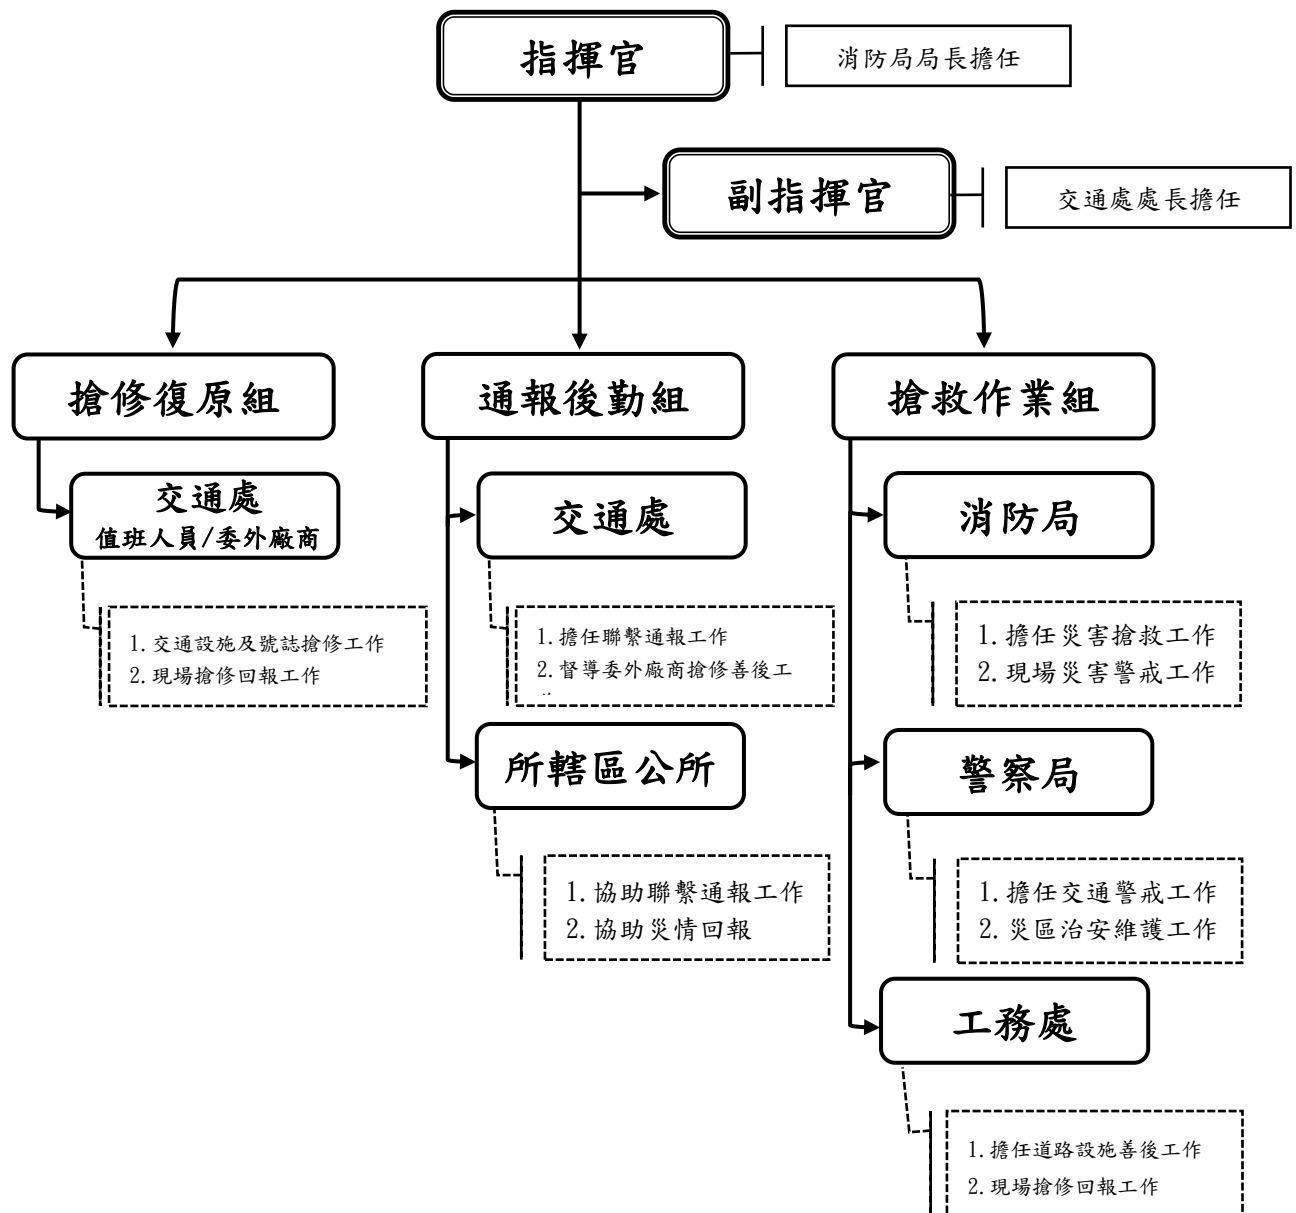 指揮官
消防局局長擔任
副指揮官
交通處處長擔任
搶修復原組
交通處
值班人員/委外廠商
1.交通設施及號誌搶修工作
2.現場搶修回報工作
通報後勤組
交通處
1.擔任聯繫通報工作
2.督導委外廠商搶修善後工
所轄區公所
1.協助聯繫通報工作
2.協助災情回報
搶救作業組
消防局
1.擔任災害搶救工作
2.現場災害警戒工作
警察局
1.擔任交通警戒工作
2.災區治安維護工作
工務處
1.擔任道路設施善後工作
2.現場搶修回報工作